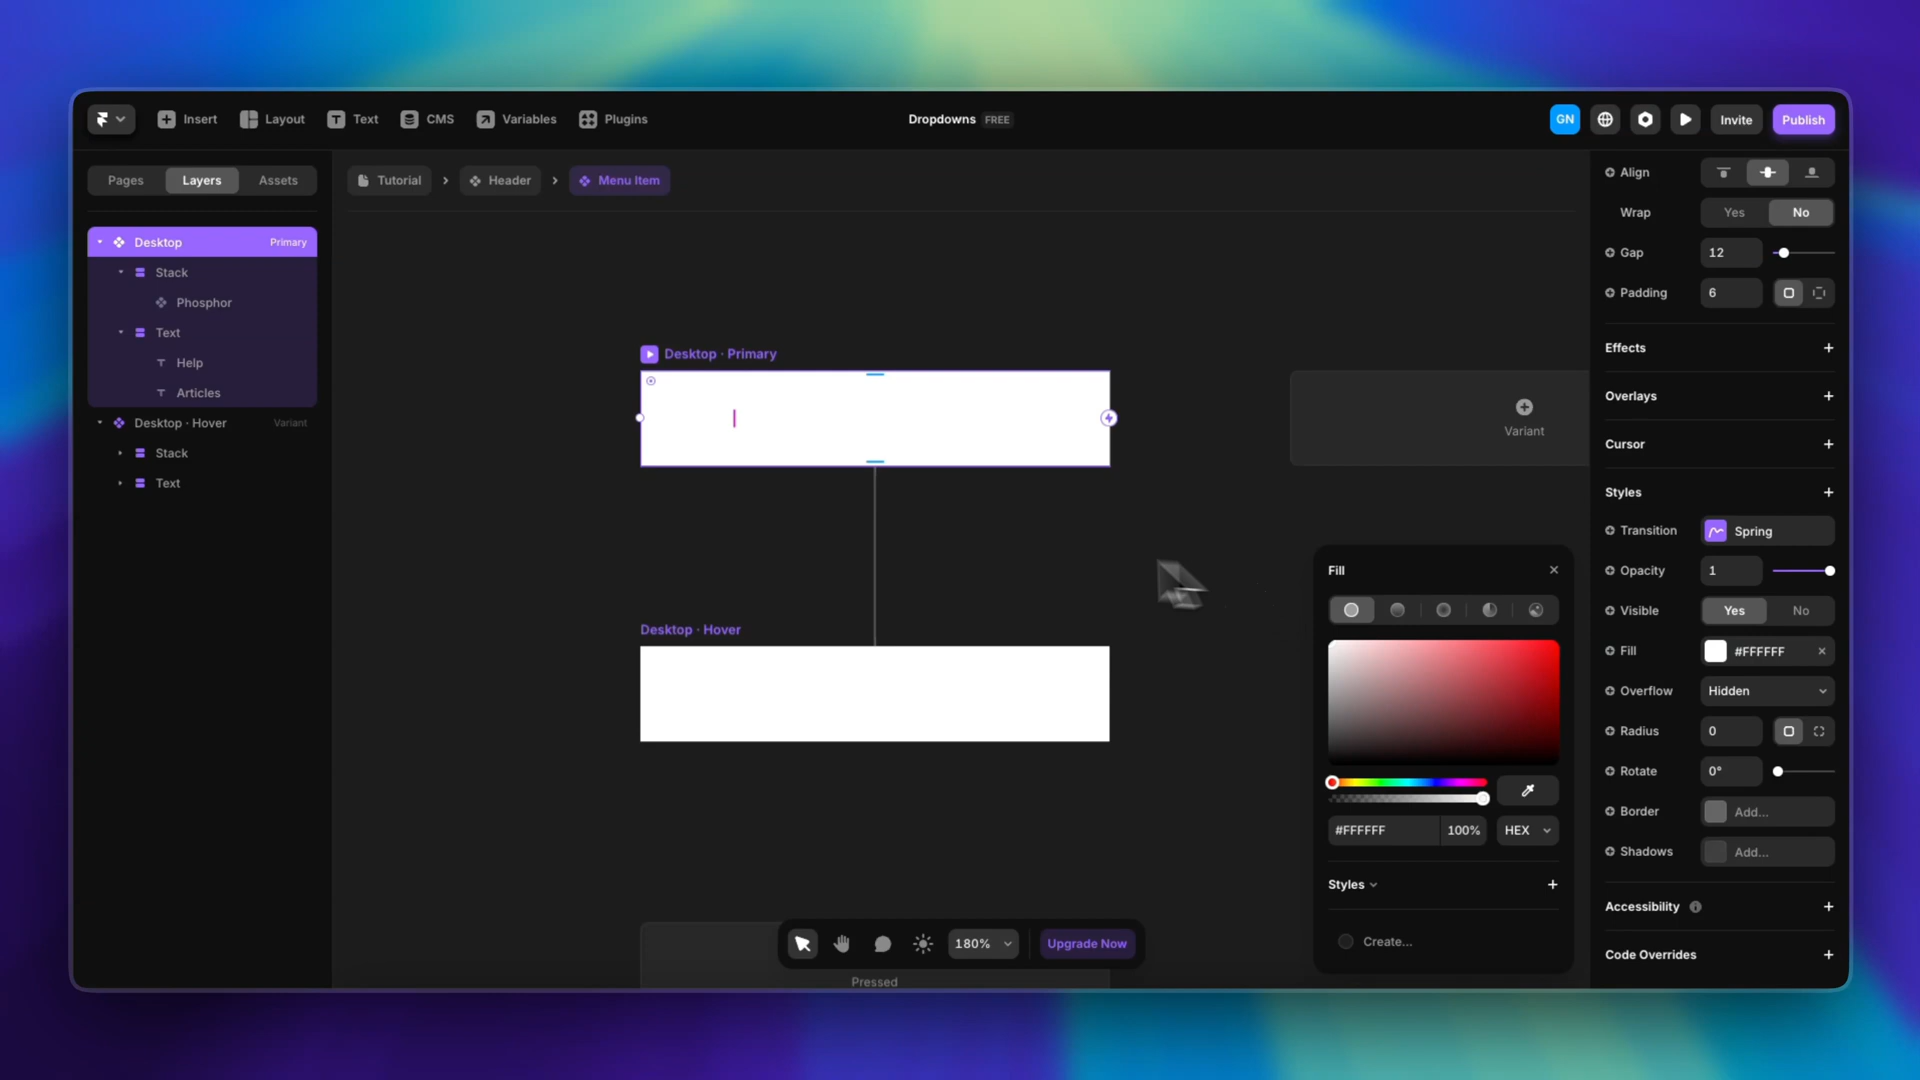 Insert
Layout
Text
CMS
Variables
Plugins
Dropdowns FREE
GN
Invite
Publish
Pages
Layers
Assets
Desktop Primary
Stack
Phosphor
Text
Help
Articles
Desktop · Hover Variant
Stack
Text
Tutorial
Header
Menu Item
Desktop · Primary
Variant
Desktop · Hover
Pressed
180%
Upgrade Now
Fill
#FFFFFF 100% HEX
Styles
Create...
Align
Wrap Yes No
Gap 12
Padding 6
Effects
Overlays
Cursor
Styles
Transition Spring
Opacity 1
Visible Yes No
Fill #FFFFFF
Overflow Hidden
Radius 0
Rotate 0°
Border Add...
Shadows Add...
Accessibility
Code Overrides